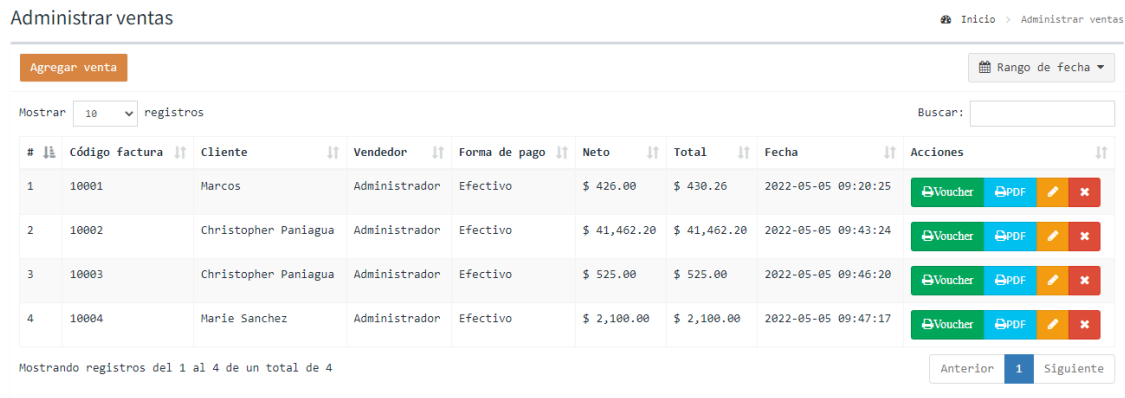 Administrar ventas
Inicio > Administrar ventas
Agregar venta
Rango de fecha
Mostrar 10 registros
Buscar:
# Código factura Cliente Vendedor Forma de pago Neto Total Fecha Acciones
1 10001 Marcos Administrador Efectivo $ 426.00 $ 430.26 2022-05-05 09:20:25 Voucher PDF
2 10002 Christopher Paniagua Administrador Efectivo $ 41,462.20 $ 41,462.20 2022-05-05 09:43:24 Voucher PDF
3 10003 Christopher Paniagua Administrador Efectivo $ 525.00 $ 525.00 2022-05-05 09:46:20 Voucher PDF
4 10004 Marie Sanchez Administrador Efectivo $ 2,100.00 $ 2,100.00 2022-05-05 09:47:17 Voucher PDF
Mostrando registros del 1 al 4 de un total de 4
Anterior 1 Siguiente